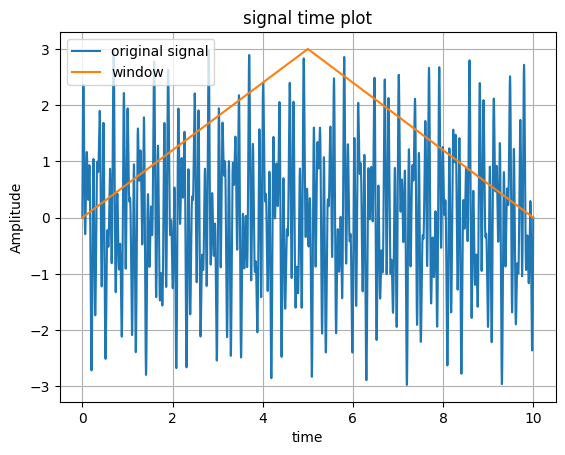 signal time plot
original signal
window
Amplitude
3
2
1
0
−1
−2
−3
0 2 4 6 8 10
time